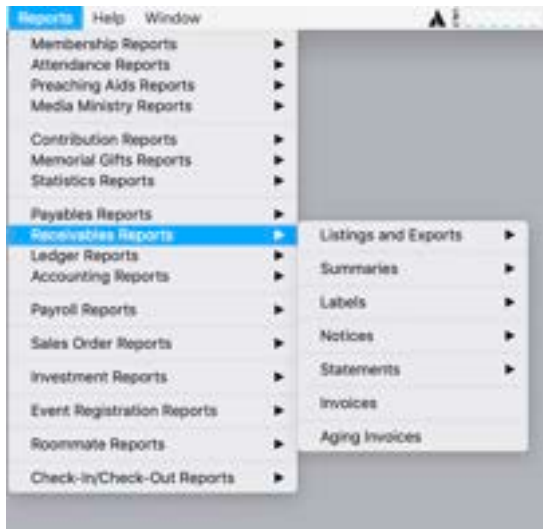 Reports Help Window
Membership Reports
Attendance Reports
Preaching Aids Reports
Media Ministry Reports
Contribution Reports
Memorial Gifts Reports
Statistics Reports
Payables Reports
Receivables Reports
Ledger Reports
Accounting Reports
Payroll Reports
Sales Order Reports
Investment Reports
Event Registration Reports
Roommate Reports
Check-In/Check-Out Reports
Listings and Exports
Summaries
Labels
Notices
Statements
Invoices
Aging Invoices